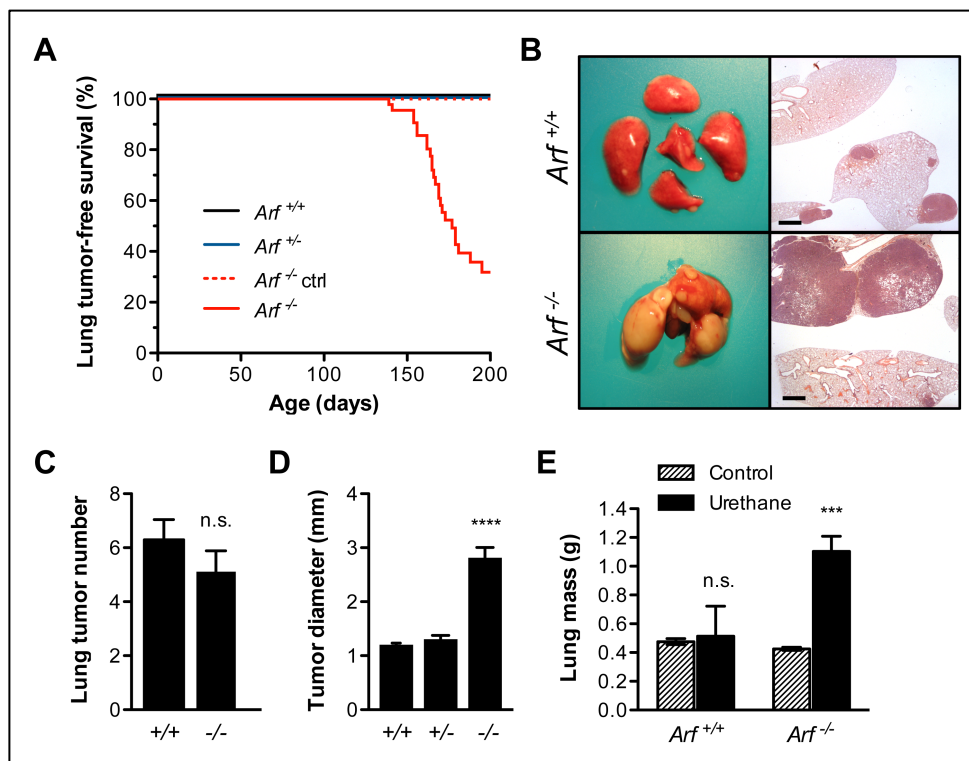 A
Lung tumor-free survival (%)
100
80
60
40
20
0
Arf +/+
Arf +/-
Arf -/- ctrl
Arf -/-
0 50 100 150 200
Age (days)
B
Arf +/+
Arf -/-
C
Lung tumor number
8
6
4
2
0
n.s.
+/+ -/-
D
Tumor diameter (mm)
4
3
2
1
0
****
+/+ +/- -/-
E
Control
Urethane
Lung mass (g)
1.4
1.2
1.0
0.8
0.6
0.4
0.2
0.0
n.s.
***
Arf +/+ Arf -/-